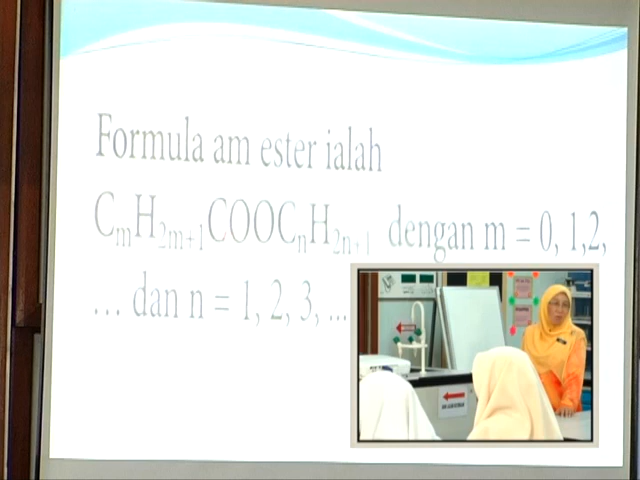 Formula am ester ialah
CₘH₂ₘ₊₁COOCₙH₂ₙ₊₁ dengan m = 0, 1,2,
… dan n = 1, 2, 3, ...